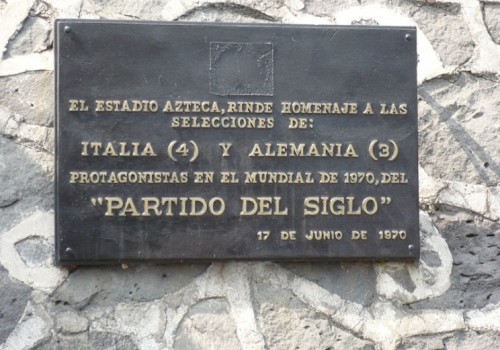 EL ESTADIO AZTECA, RINDE HOMENAJE A LAS
SELECCIONES DE:
ITALIA (4) Y ALEMANIA (3)
PROTAGONISTAS EN EL MUNDIAL DE 1970, DEL
"PARTIDO DEL SIGLO"
17 DE JUNIO DE 1970